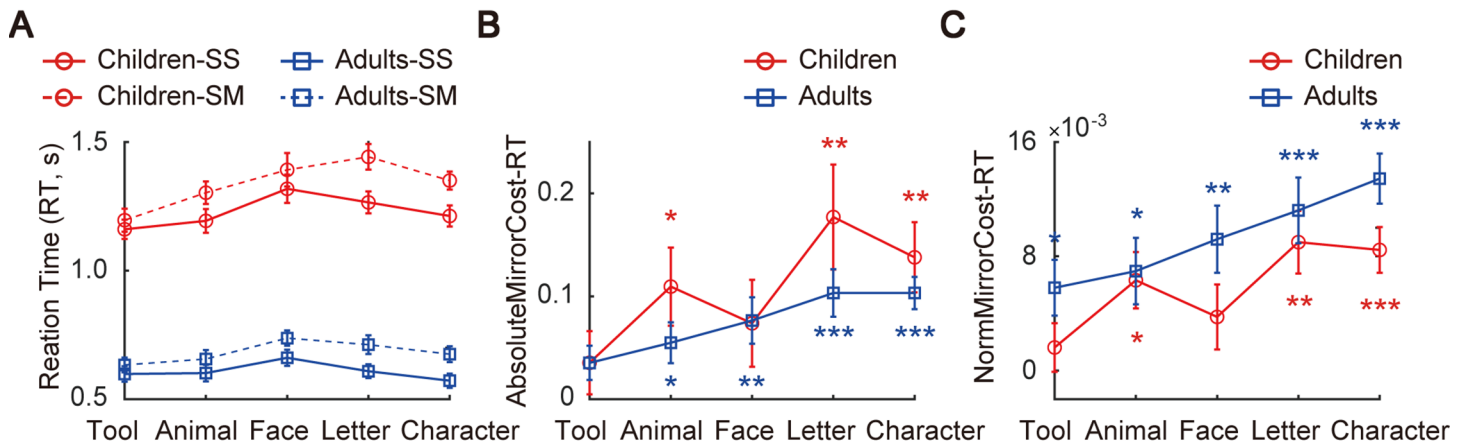 A
Children-SS
Adults-SS
Children-SM
Adults-SM
Reation Time (RT, s)
1.5
1.0
0.5
Tool Animal Face Letter Character
B
Children
Adults
AbsoluteMirrorCost-RT
0.2
0.1
0
*
**
**
*
**
***
***
Tool Animal Face Letter Character
C
Children
Adults
NormMirrorCost-RT
×10-3
16
8
0
*
*
**
***
***
*
**
***
Tool Animal Face Letter Character